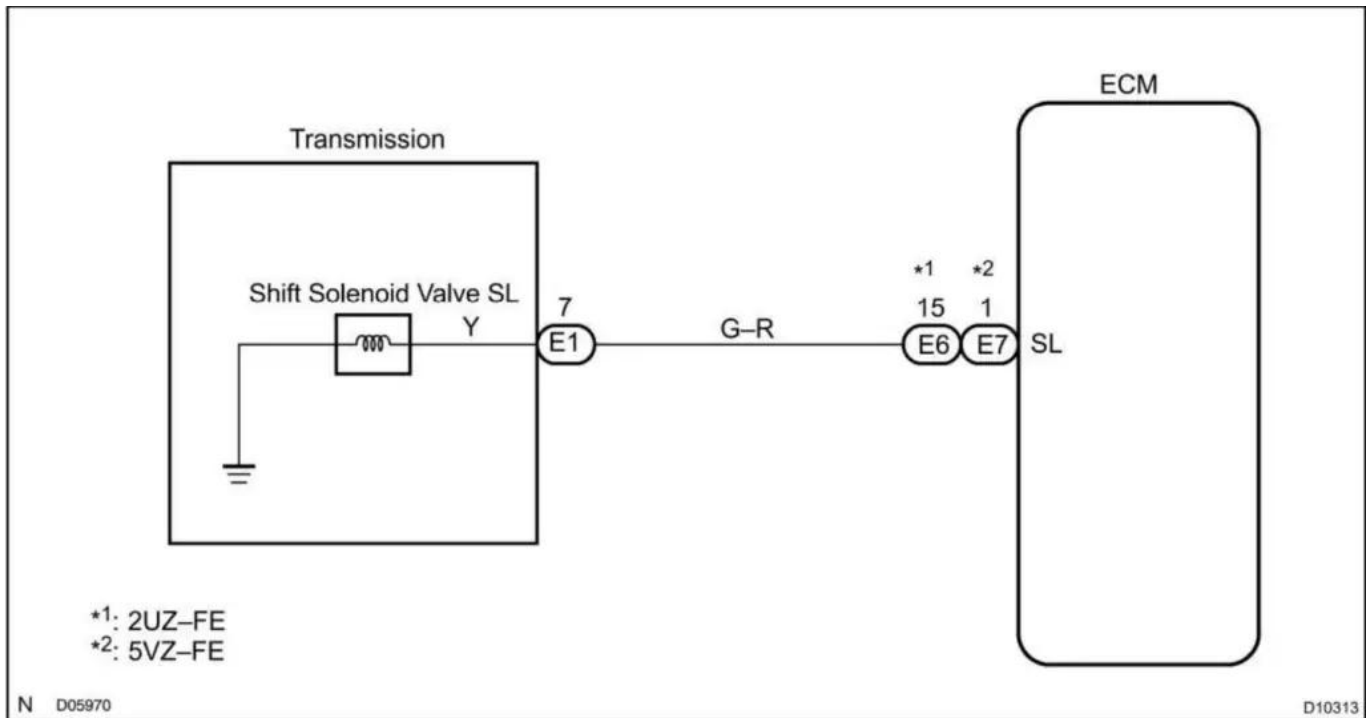 ECM
Transmission
Shift Solenoid Valve SL
Y
7
E1
G–R
*1
15
E6
*2
1
E7
SL
*1: 2UZ–FE
*2: 5VZ–FE
N D05970
D10313